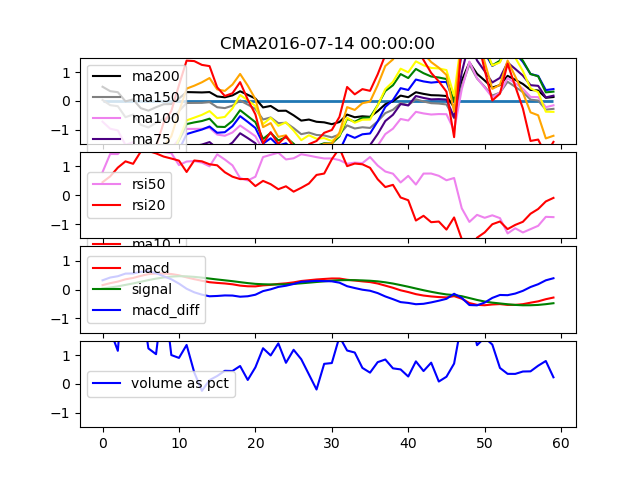 CMA2016-07-14 00:00:00
1
0
−1
ma200
ma150
ma100
ma75
1
0
−1
rsi50
rsi20
ma10
1
0
−1
macd
signal
macd_diff
1
0
−1
volume as pct
0 10 20 30 40 50 60